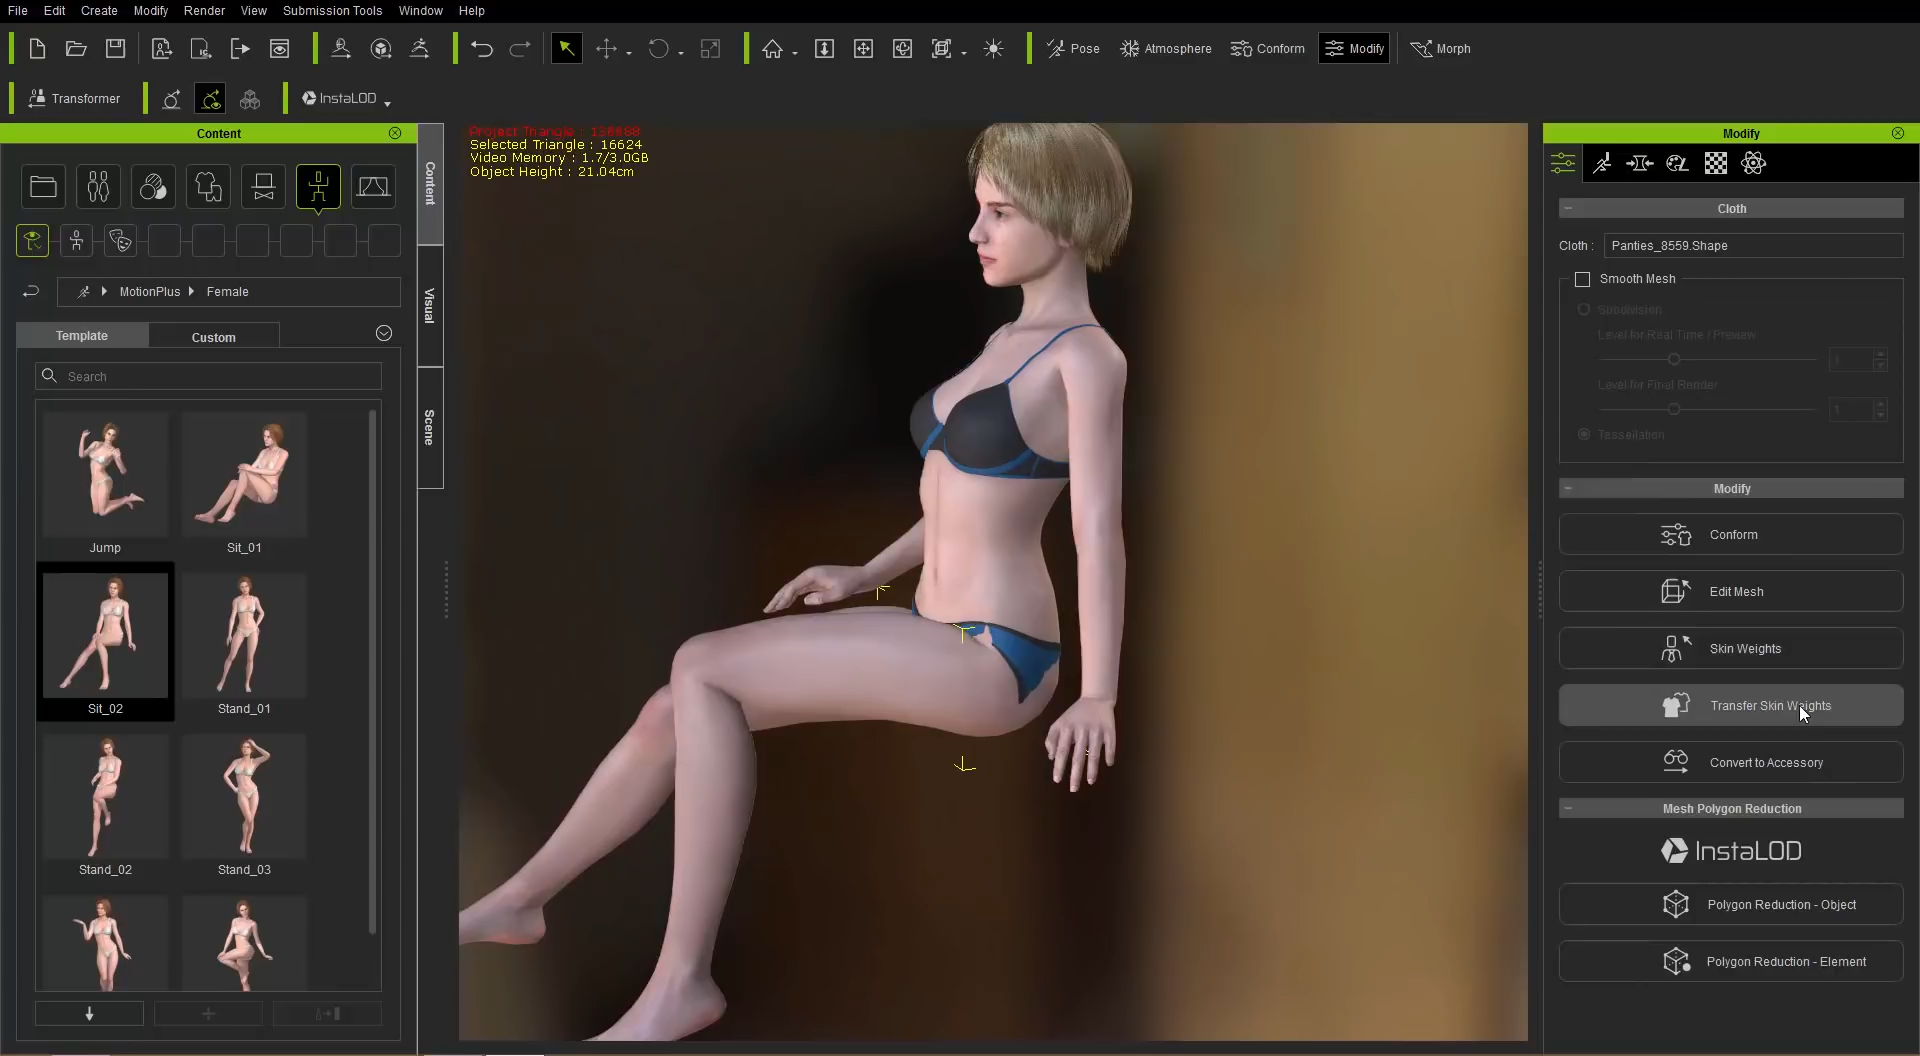 File Edit Create Modify Render View Submission Tools Window Help
Pose Atmosphere Conform Modify Morph
Transformer InstaLOD
Content
Modify
Project Triangle : 138868
Selected Triangle : 16624
Video Memory : 1.7/3.0GB
Object Height : 21.04cm
Content
Visual
Scene
MotionPlus Female
Template Custom
Search
Jump Sit_01
Sit_02 Stand_01
Stand_02 Stand_03
Cloth
Cloth : Panties_8559.Shape
Smooth Mesh
Subdivision
Level for Real Time / Preview
1
Level for Final Render
1
Tessellation
Modify
Conform
Edit Mesh
Skin Weights
Transfer Skin Weights
Convert to Accessory
Mesh Polygon Reduction
InstaLOD
Polygon Reduction - Object
Polygon Reduction - Element